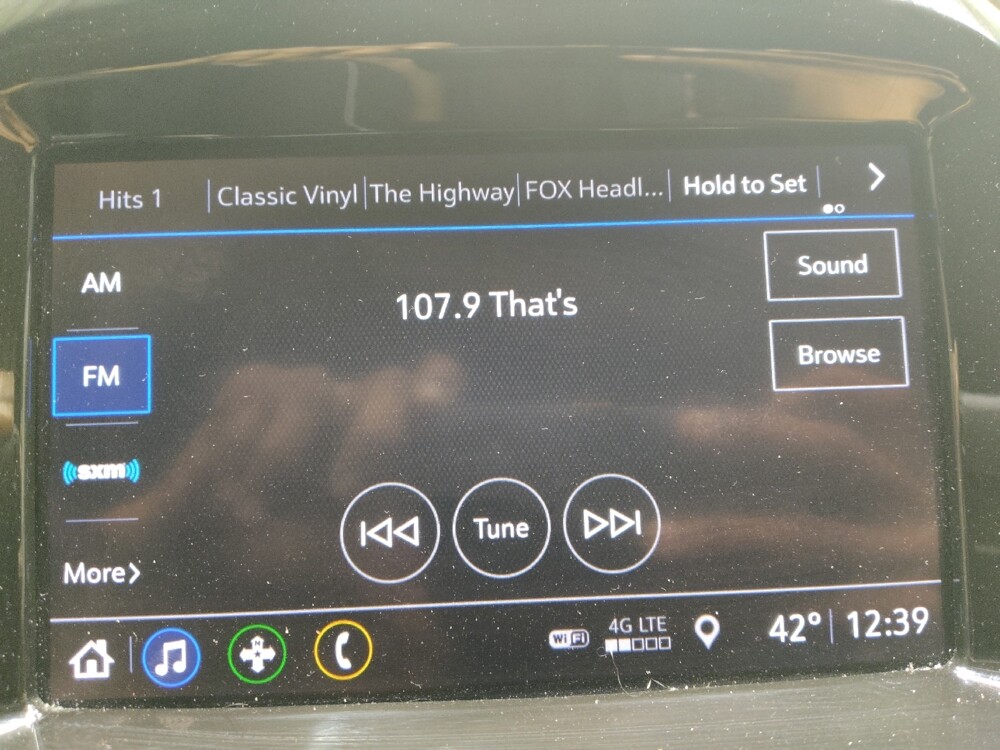 Hits 1 Classic Vinyl The Highway FOX Headl... Hold to Set
AM
Sound
107.9 That's
Browse
FM
((sxm))
Tune
More
4G LTE
WiFi
N
42° 12:39